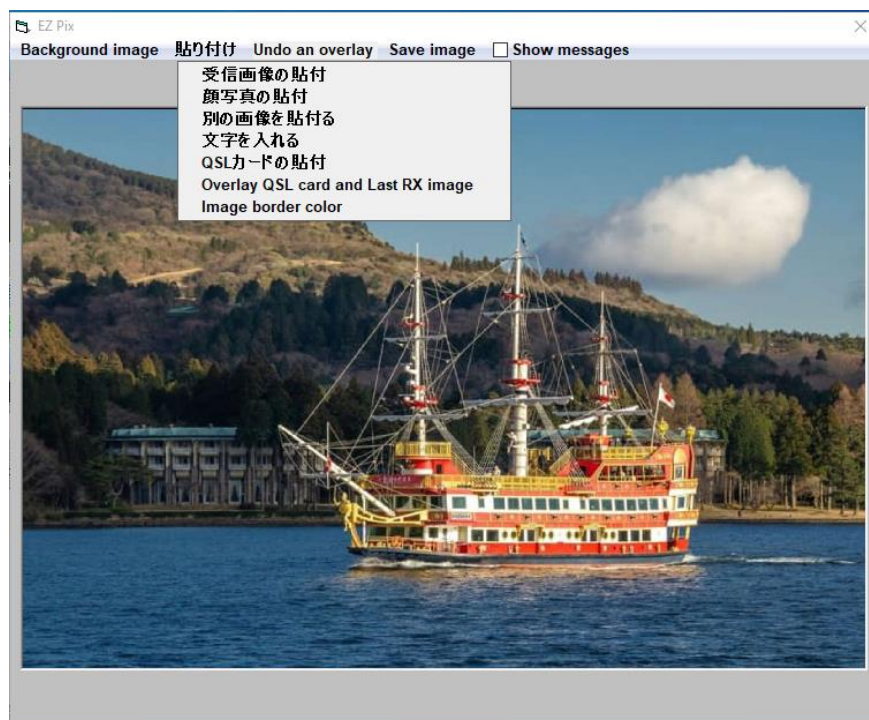 EZ Pix
Background image 貼り付け Undo an overlay Save image Show messages
受信画像の貼付
顔写真の貼付
別の画像を貼付る
文字を入れる
QSLカードの貼付
Overlay QSL card and Last RX image
Image border color